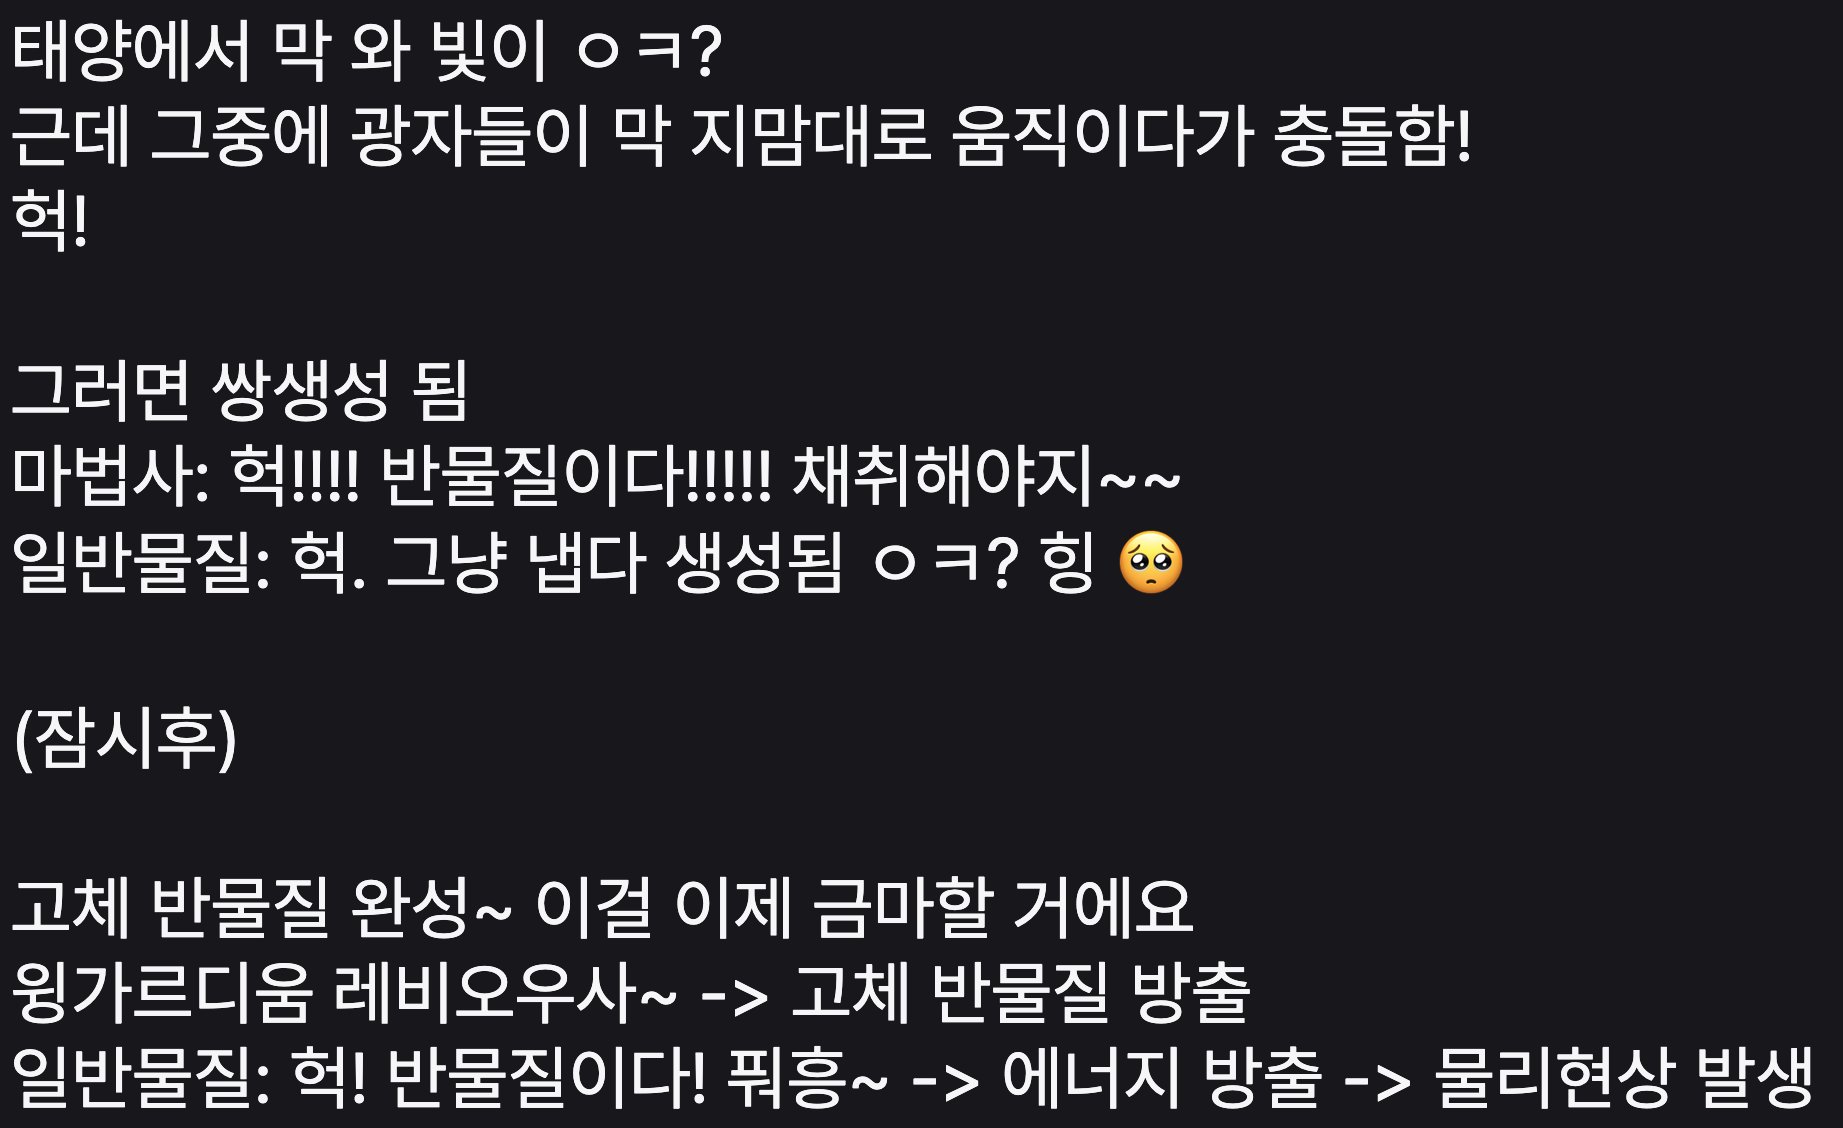 태양에서 막 와 빛이 ㅇㅋ?
근데 그중에 광자들이 막 지맘대로 움직이다가 충돌함!
헉!
그러면 쌍생성 됨
마법사: 헉!!!! 반물질이다!!!!! 채취해야지~~
일반물질: 헉. 그냥 냅다 생성됨 ㅇㅋ? 힝 🥺
(잠시후)
고체 반물질 완성~ 이걸 이제 금마할 거에요
윙가르디움 레비오우사~ -> 고체 반물질 방출
일반물질: 헉! 반물질이다! 풔흥~ -> 에너지 방출 -> 물리현상 발생